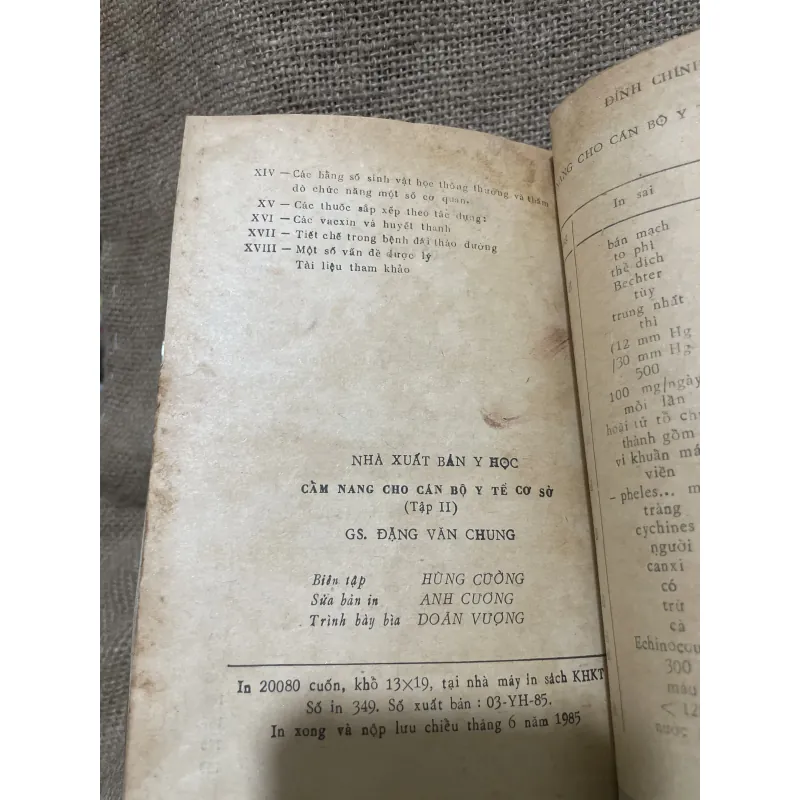 XIV — Các hằng số sinh vật học thông thường và thăm
dò chức năng một số cơ quan.
XV — Các thuốc sắp xếp theo tác dụng:
XVI — Các vacxin và huyết thanh
XVII — Tiết chế trong bệnh đái tháo đường
XVIII — Một số vấn đề dược lý
Tài liệu tham khảo
NHÀ XUẤT BẢN Y HỌC
CẨM NANG CHO CÁN BỘ Y TẾ CƠ SỞ
(Tập II)
GS. ĐẶNG VĂN CHUNG
Biên tập HÙNG CƯỜNG
Sửa bản in ANH CƯƠNG
Trình bày bìa DOÃN VƯỢNG
In 20080 cuốn, khổ 13×19, tại nhà máy in sách KHKT
Số in 349. Số xuất bản : 03-YH-85.
In xong và nộp lưu chiều tháng 6 năm 1985
ĐÍNH CHÍNH
NANG CHO CÁN BỘ Y
In sai
bán mạch
to phì
thể dịch
Bechter
tùy
trung nhất
thì
(12 mm Hg
/30 mm Hg
500
100 mg/ngày
mỗi lần
hoại tử tổ ch
thành gồm
vi khuẩn má
viên
- pheles... m
tràng
cychines
người
canxi
có
trừ
cà
Echinocou
300
máu
< 12